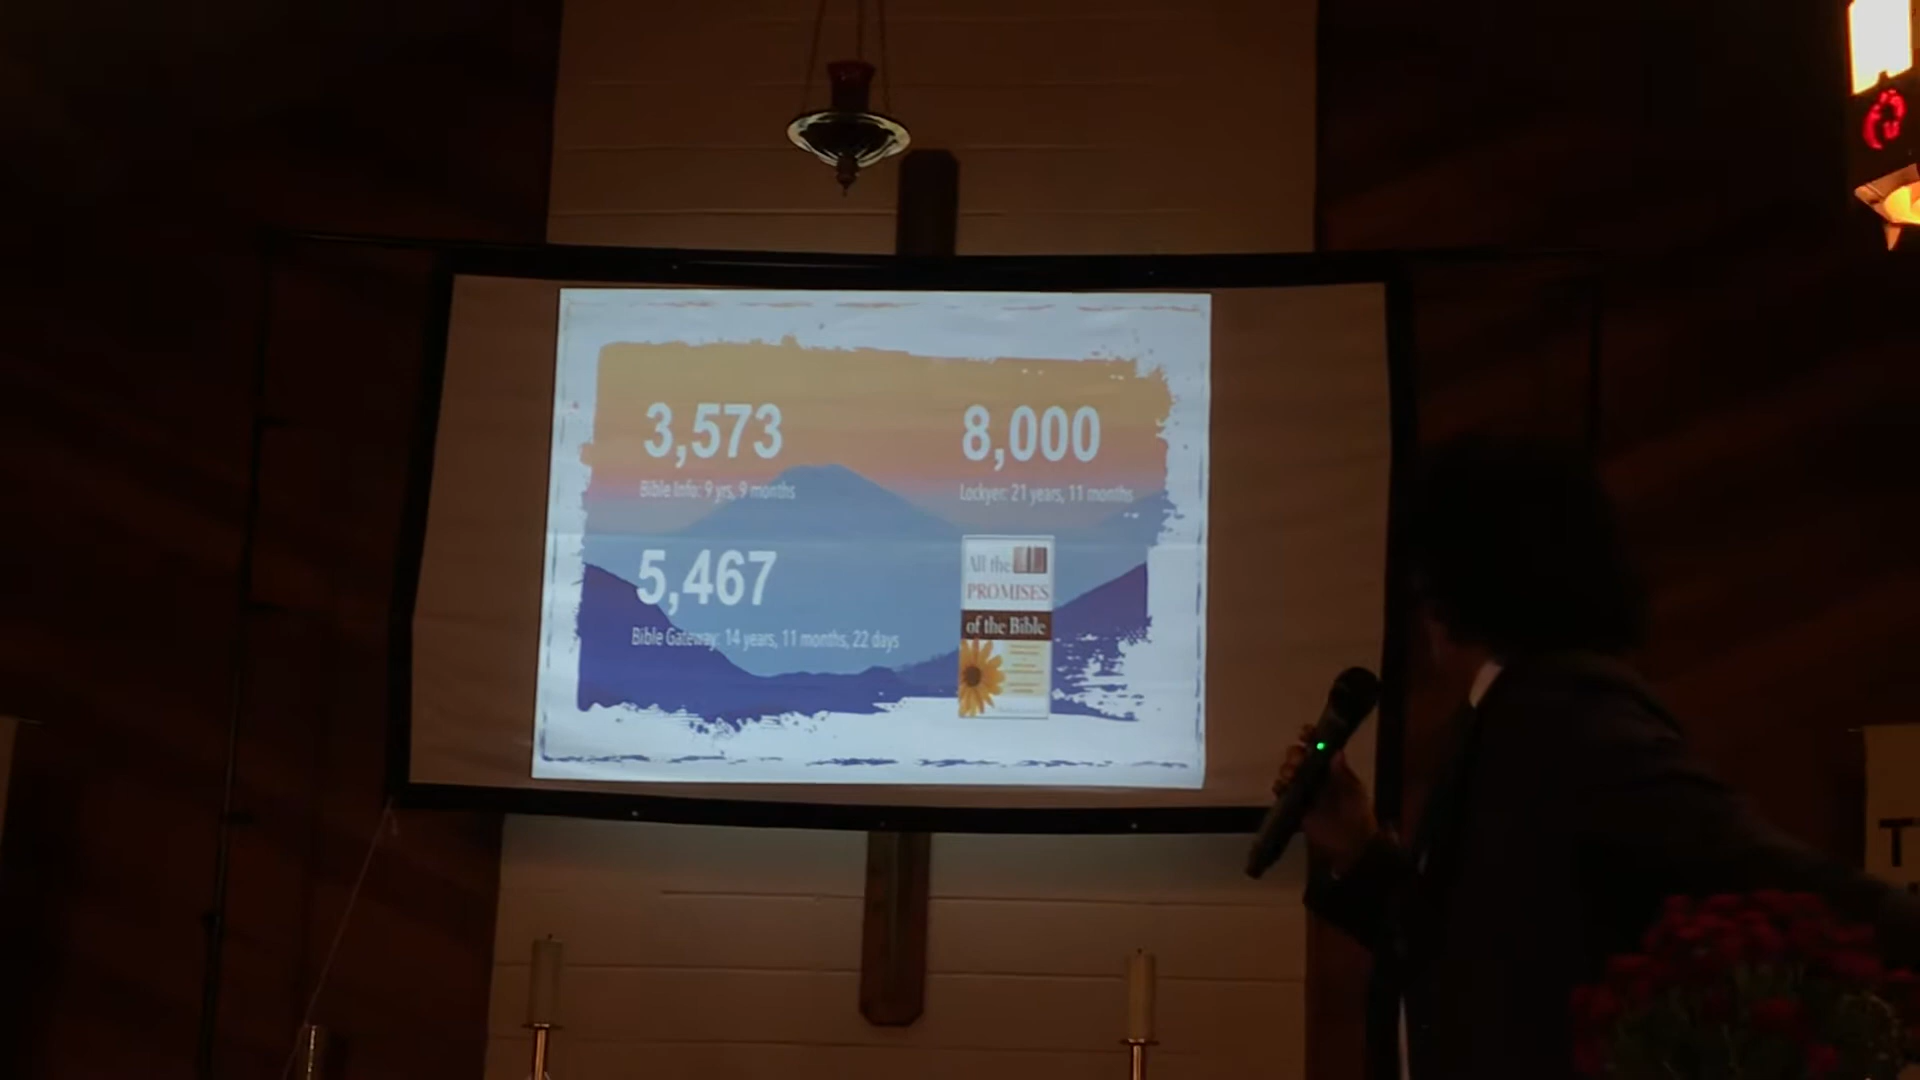 3,573
Bible Info: 9 yrs, 9 months
8,000
Lockyer: 21 years, 11 months
5,467
Bible Gateway: 14 years, 11 months, 22 days
All the
PROMISES
of the Bible
T